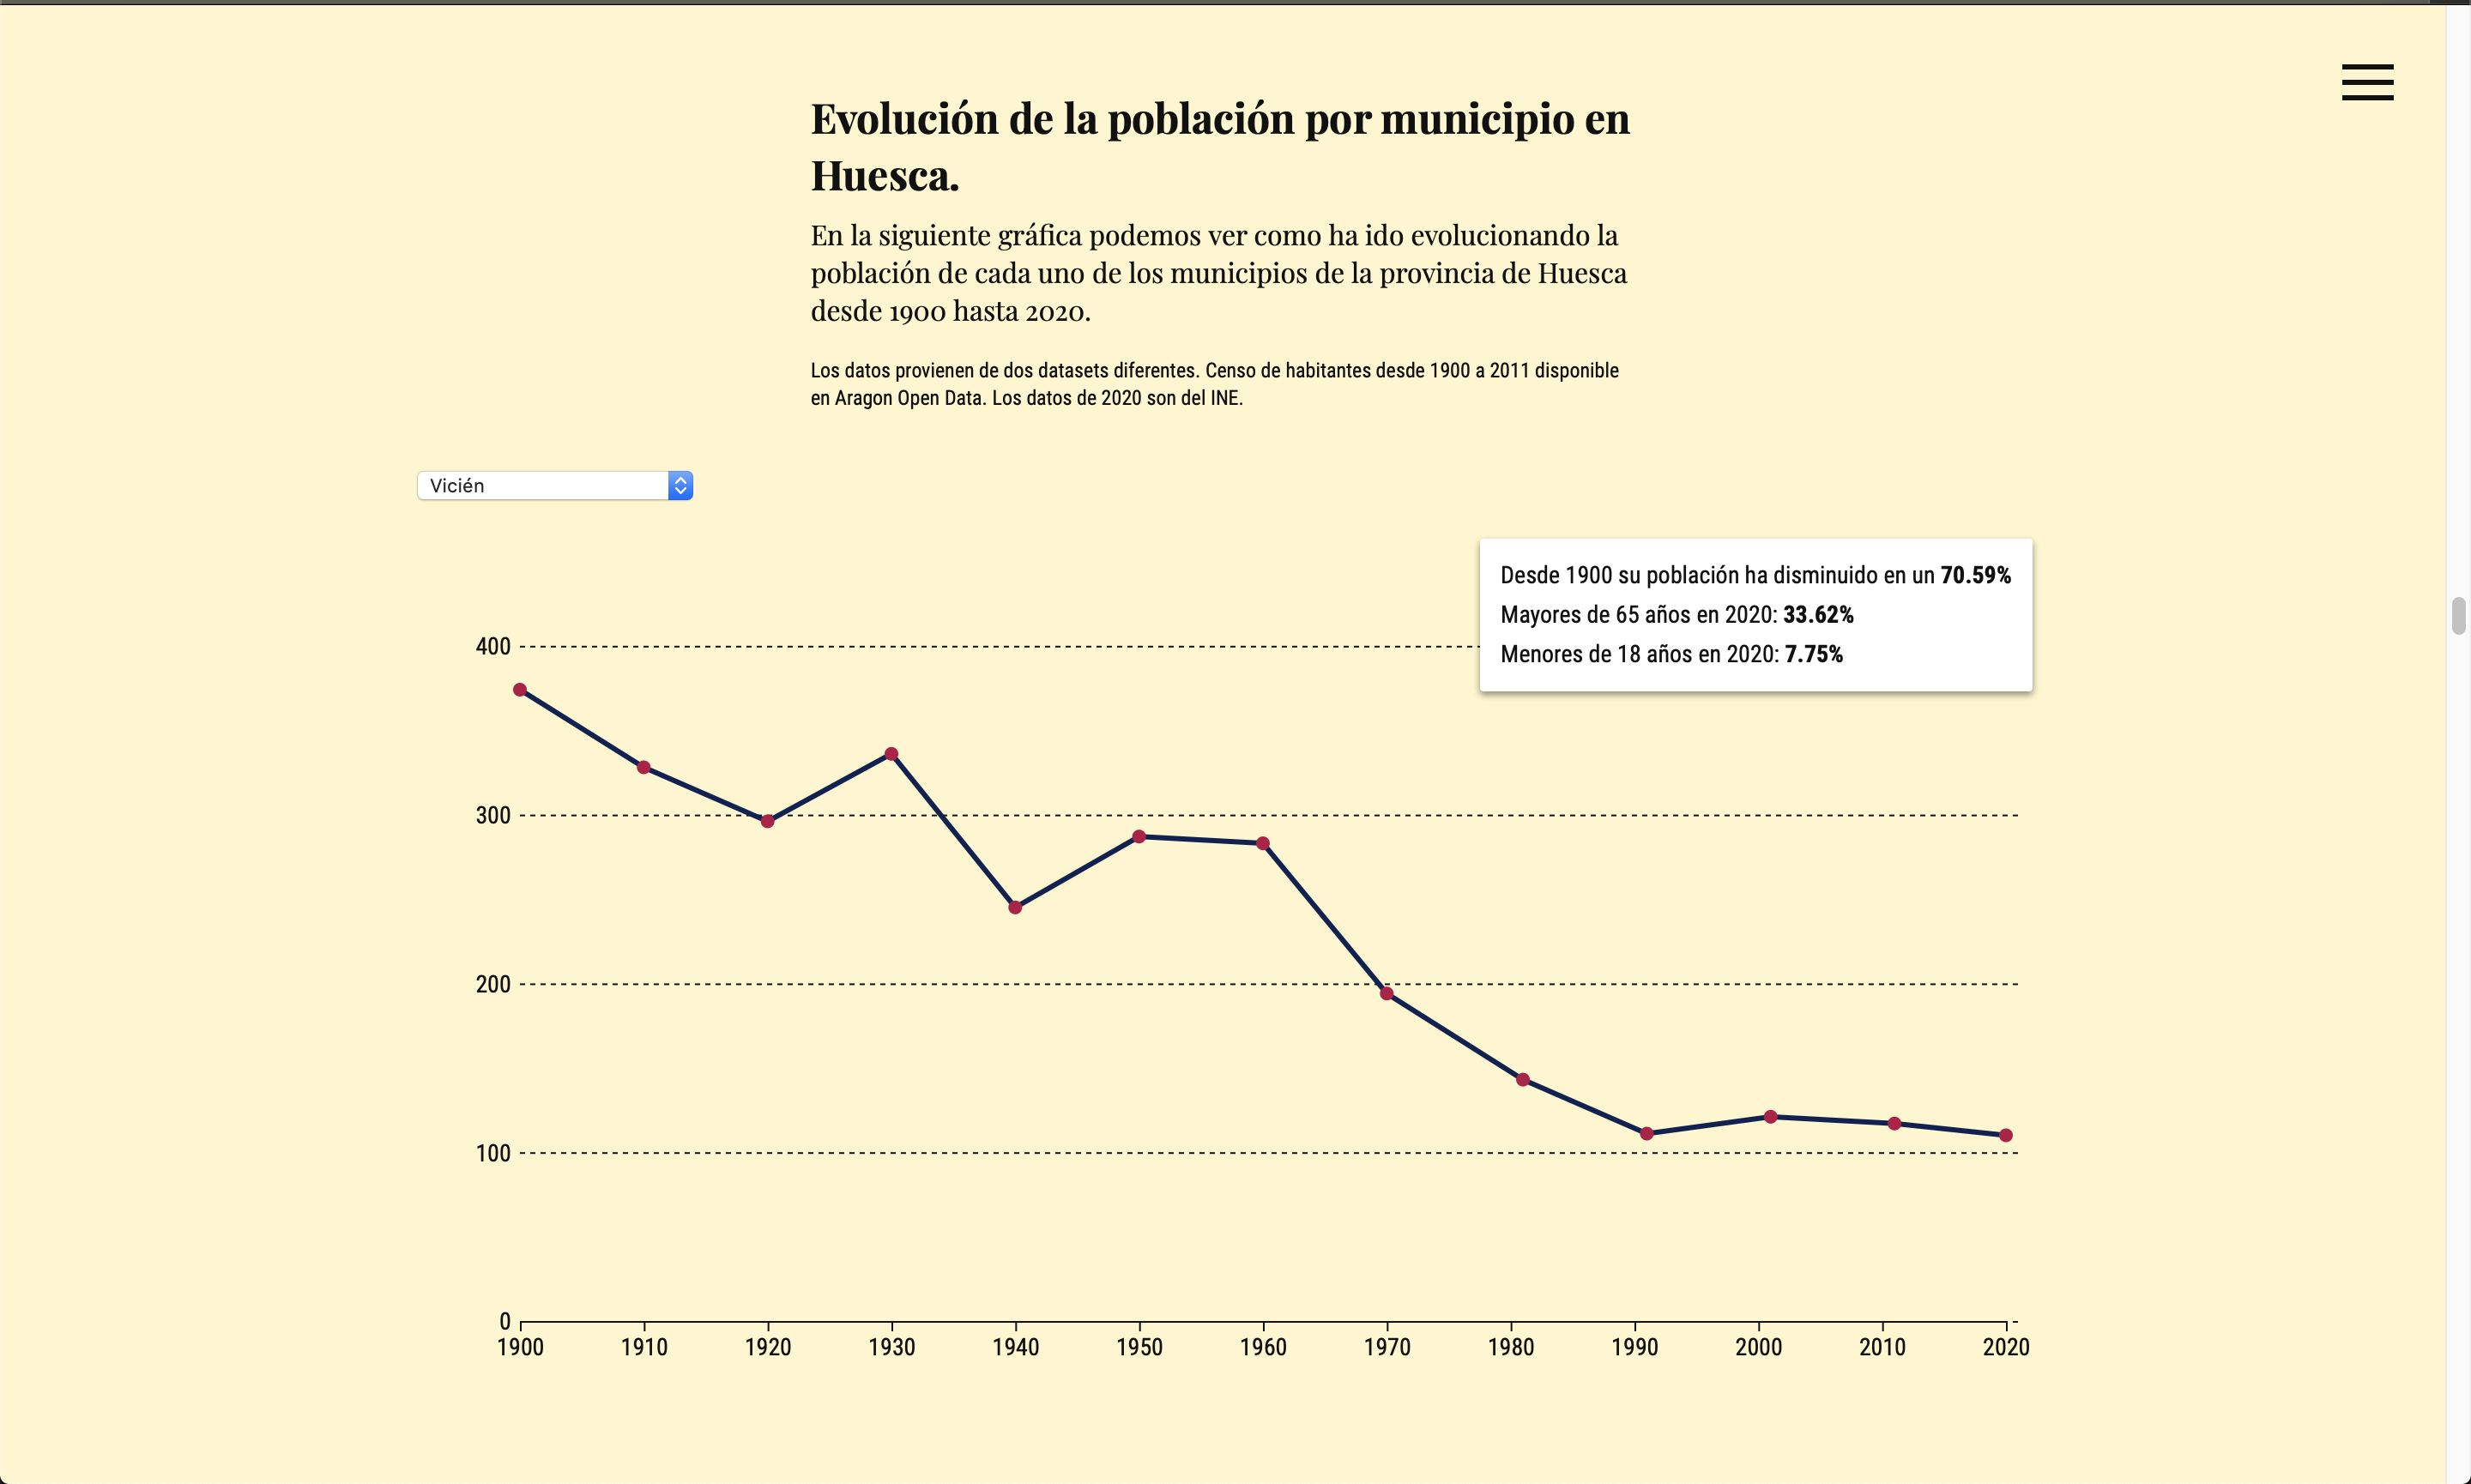 Evolución de la población por municipio en
Huesca.
En la siguiente gráfica podemos ver como ha ido evolucionando la
población de cada uno de los municipios de la provincia de Huesca
desde 1900 hasta 2020.
Los datos provienen de dos datasets diferentes. Censo de habitantes desde 1900 a 2011 disponible
en Aragon Open Data. Los datos de 2020 son del INE.
Vicién
Desde 1900 su población ha disminuido en un 70.59%
Mayores de 65 años en 2020: 33.62%
Menores de 18 años en 2020: 7.75%
400
300
200
100
0
1900 1910 1920 1930 1940 1950 1960 1970 1980 1990 2000 2010 2020